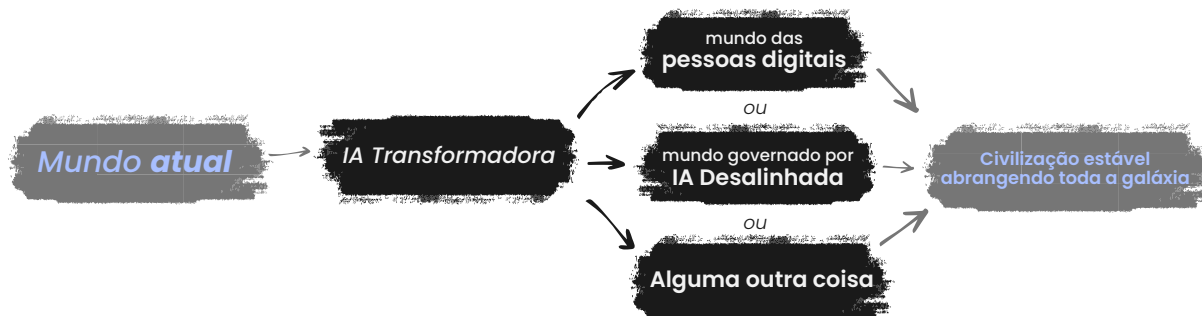 Mundo atual
IA Transformadora
mundo das
pessoas digitais
ou
mundo governado por
IA Desalinhada
ou
Alguma outra coisa
Civilização estável
abrangendo toda a galáxia